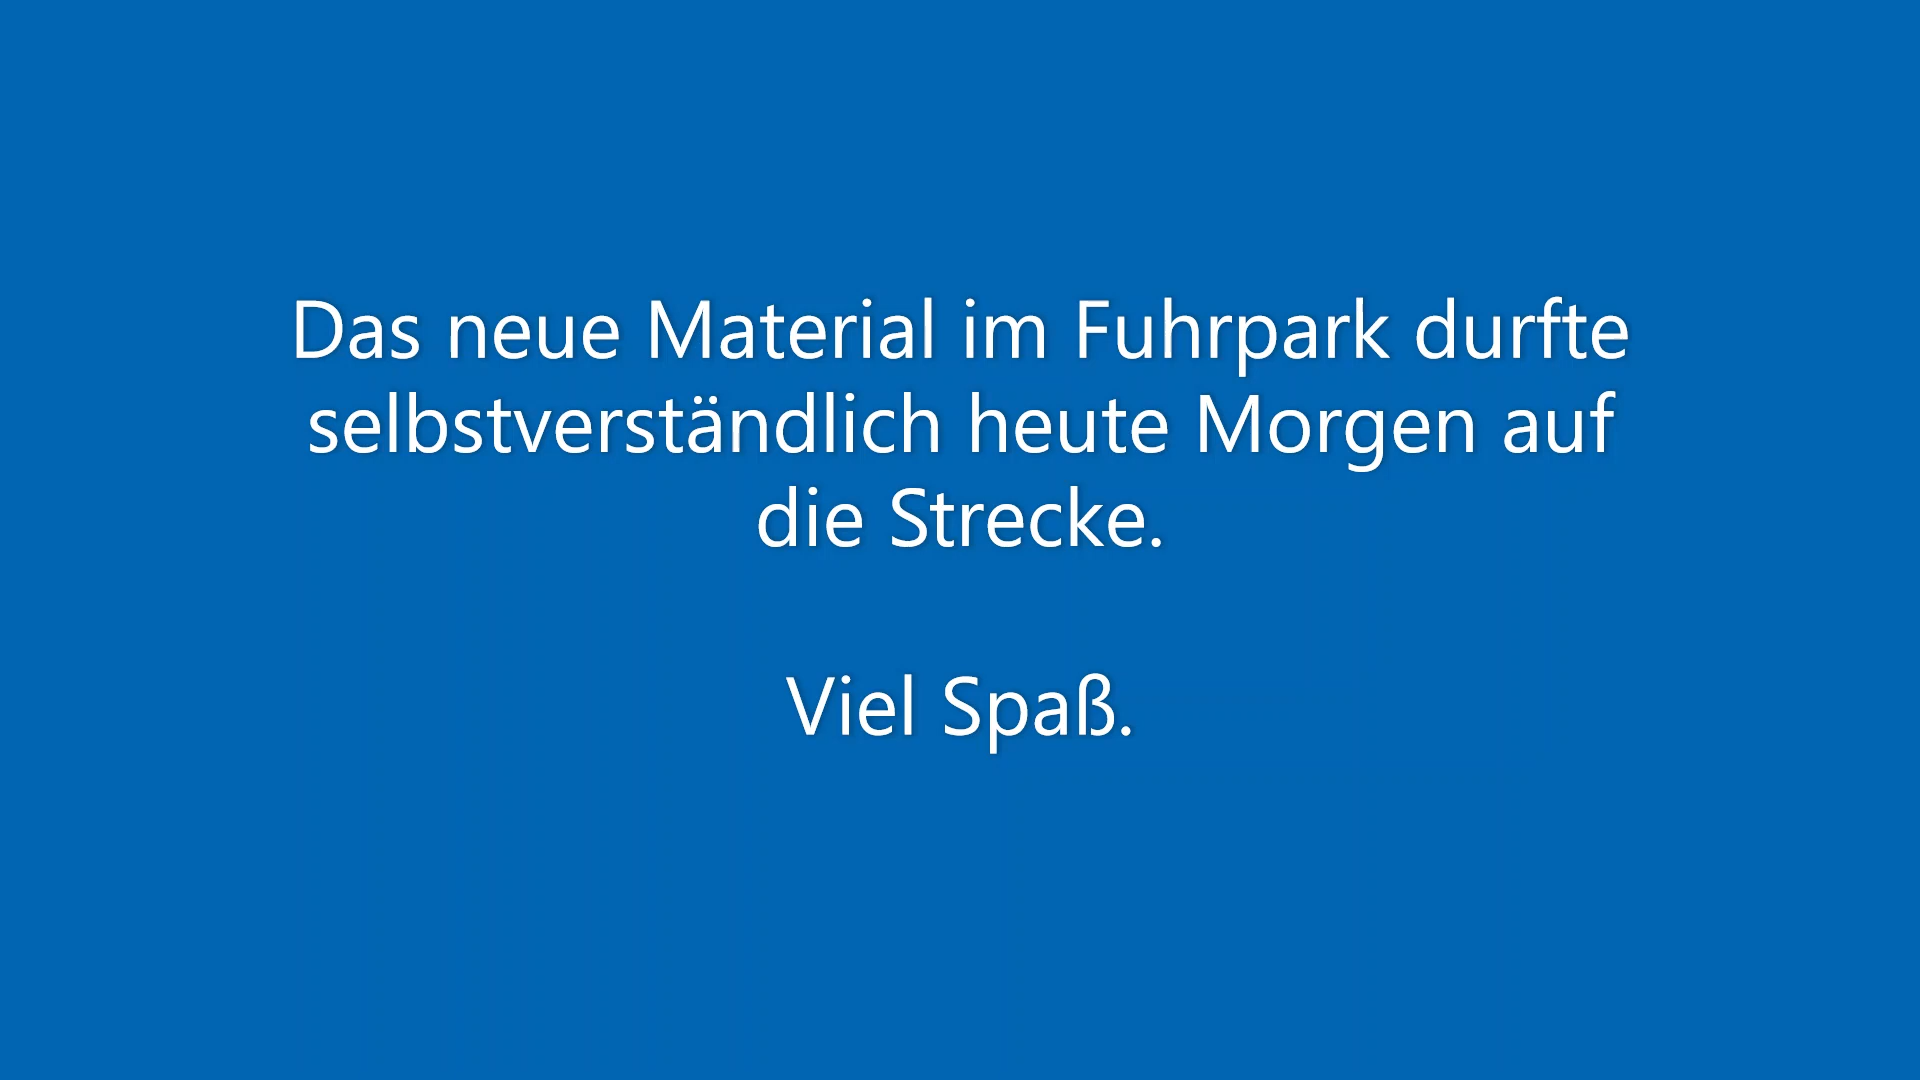 Das neue Material im Fuhrpark durfte
selbstverständlich heute Morgen auf
die Strecke.
Viel Spaß.